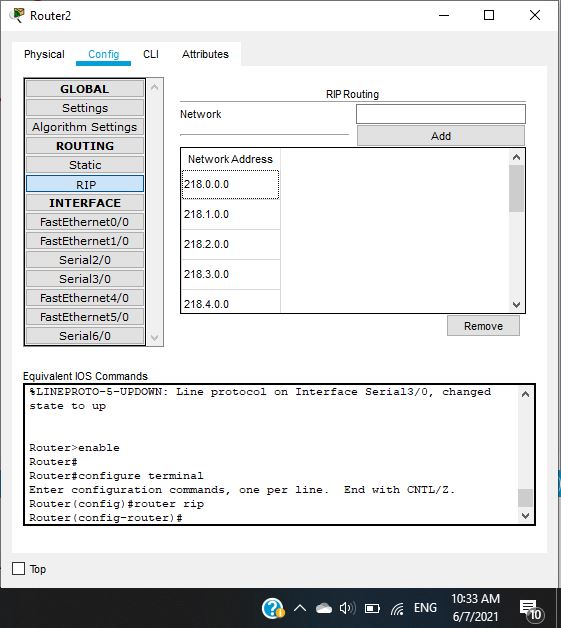 Router2
Physical Config CLI Attributes
GLOBAL
Settings
Algorithm Settings
ROUTING
Static
RIP
INTERFACE
FastEthernet0/0
FastEthernet1/0
Serial2/0
Serial3/0
FastEthernet4/0
FastEthernet5/0
Serial6/0
RIP Routing
Network
Add
Network Address
218.0.0.0
218.1.0.0
218.2.0.0
218.3.0.0
218.4.0.0
Remove
Equivalent IOS Commands
%LINEPROTO-5-UPDOWN: Line protocol on Interface Serial3/0, changed
state to up
Router>enable
Router#
Router#configure terminal
Enter configuration commands, one per line.  End with CNTL/Z.
Router(config)#router rip
Router(config-router)#
Top
ENG
10:33 AM
6/7/2021
10